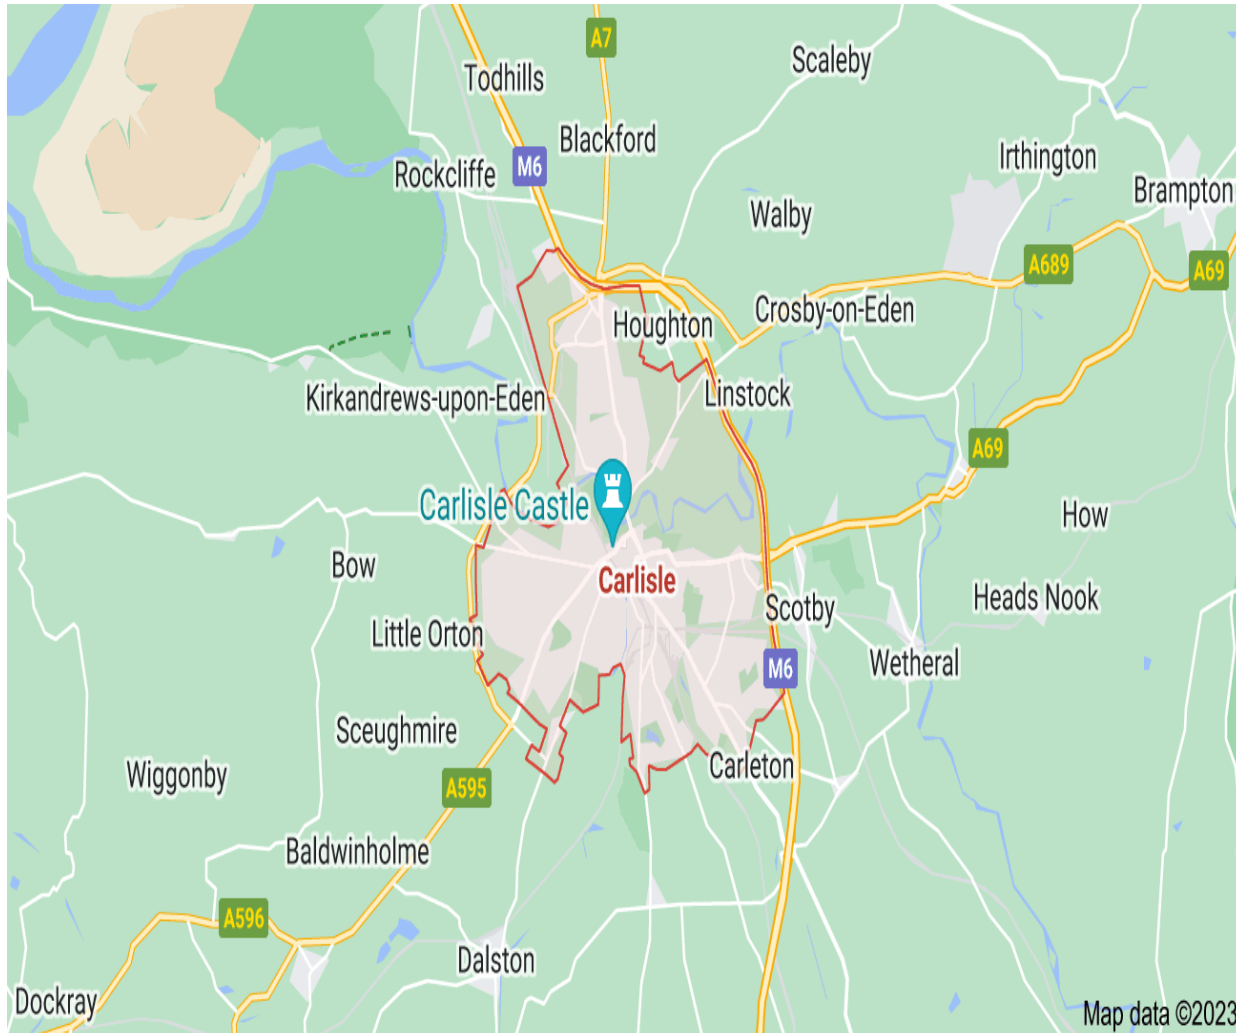 A7
Scaleby
Todhills
Blackford
M6
Irthington
Rockcliffe
Brampton
Walby
A689
A69
Crosby-on-Eden
Houghton
Kirkandrews-upon-Eden
Linstock
A69
Carlisle Castle
How
Bow
Carlisle
Heads Nook
Scotby
Little Orton
Wetheral
M6
Sceughmire
Carleton
Wiggonby
A595
Baldwinholme
A596
Dalston
Dockray
Map data ©2023